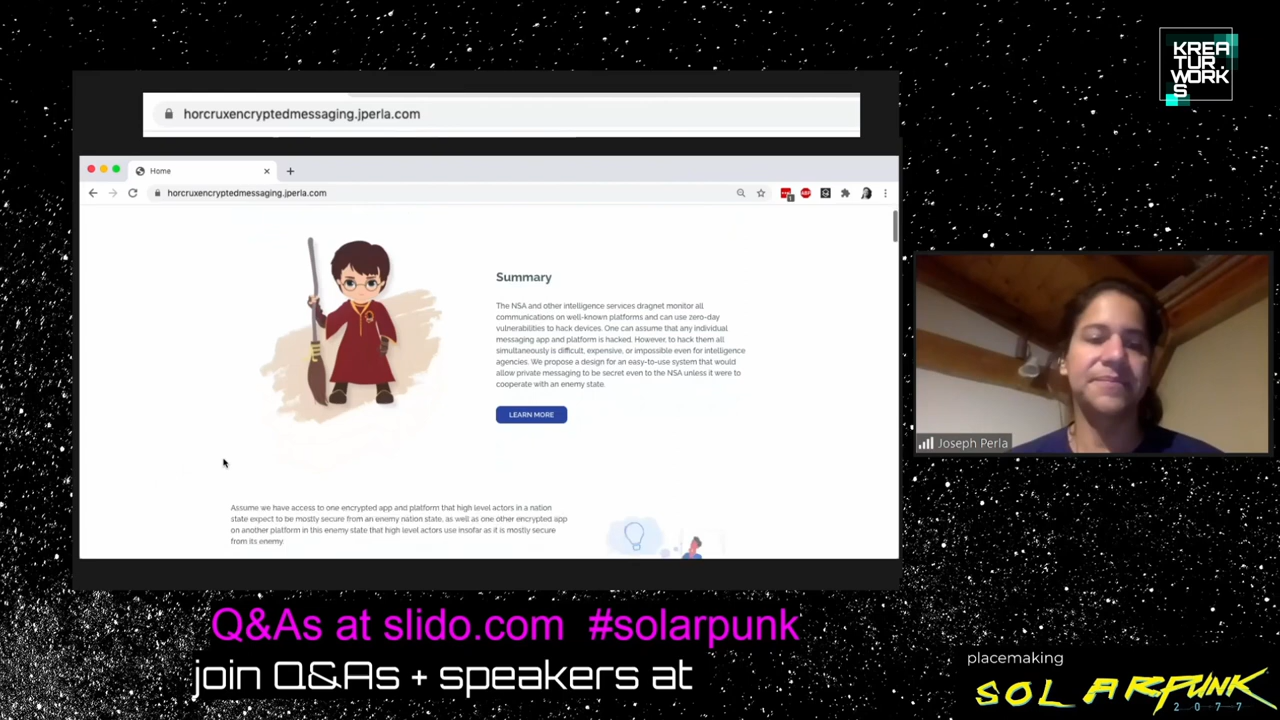 KREA
TUR.
WORK
S
horcruxencryptedmessaging.jperla.com
Home
horcruxencryptedmessaging.jperla.com
Summary
The NSA and other intelligence services dragnet monitor all
communications on well-known platforms and can use zero-day
vulnerabilities to hack devices. One can assume that any individual
messaging app and platform is hacked. However, to hack them all
simultaneously is difficult, expensive, or impossible even for intelligence
agencies. We propose a design for an easy-to-use system that would
allow private messaging to be secret even to the NSA unless it were to
cooperate with an enemy state.
LEARN MORE
Assume we have access to one encrypted app and platform that high level actors in a nation
state expect to be mostly secure from an enemy nation state, as well as one other encrypted app
on another platform in this enemy state that high level actors use insofar as it is mostly secure
from its enemy.
Joseph Perla
Q&As at slido.com #solarpunk
join Q&As + speakers at
placemaking
SOLARPUNK
2077